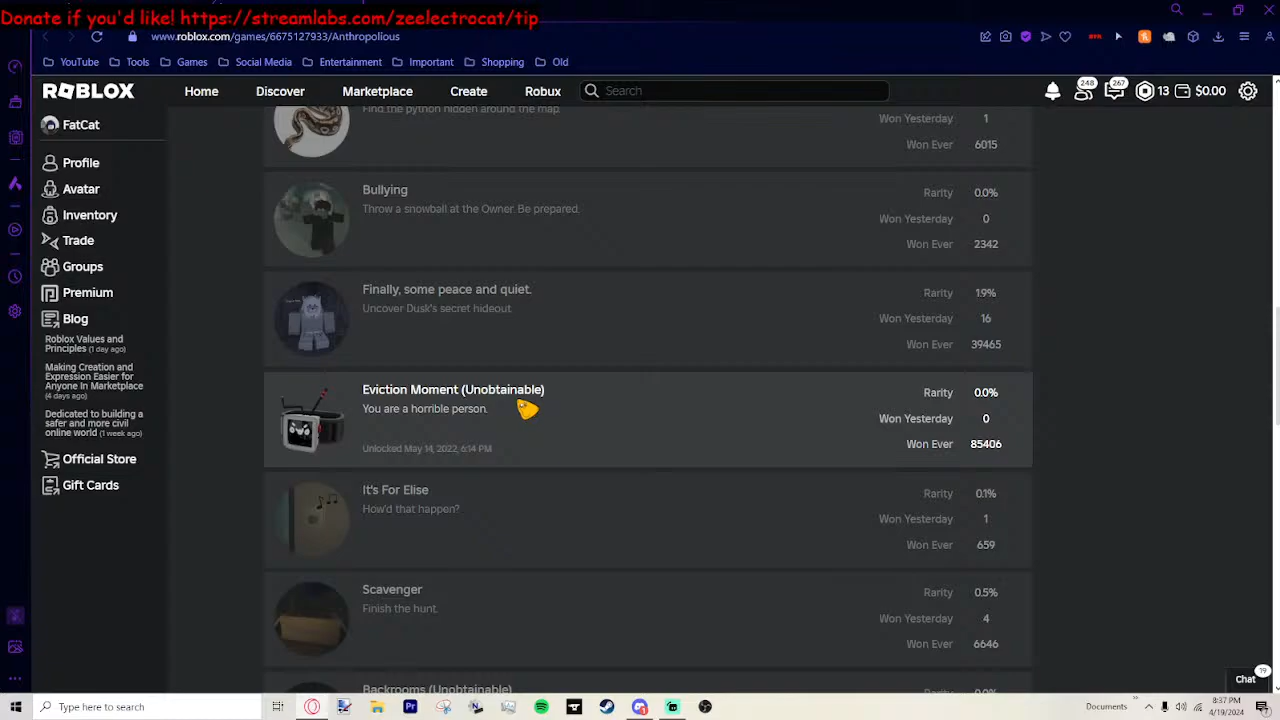 Donate if you'd like! https://streamlabs.com/zeelectrocat/tip
www.roblox.com/games/6675127933/Anthropolious
YouTube Tools Games Social Media Entertainment Important Shopping Old
ROBLOX Home Discover Marketplace Create Robux Search 248 267 13 $0.00
FatCat
Profile
Avatar
Inventory
Trade
Groups
Premium
Blog
Roblox Values and
Principles (1 day ago)
Making Creation and
Expression Easier for
Anyone In Marketplace
(4 days ago)
Dedicated to building a
safer and more civil
online world (1 week ago)
Official Store
Gift Cards
Find the python hidden around the map.
Won Yesterday 1
Won Ever 6015
Bullying
Throw a snowball at the Owner. Be prepared.
Rarity 0.0%
Won Yesterday 0
Won Ever 2342
Finally, some peace and quiet.
Uncover Dusk's secret hideout
Rarity 1.9%
Won Yesterday 16
Won Ever 39465
Eviction Moment (Unobtainable)
You are a horrible person.
Unlocked May 14, 2022, 6:14 PM
Rarity 0.0%
Won Yesterday 0
Won Ever 85406
It's For Elise
How'd that happen?
Rarity 0.1%
Won Yesterday 1
Won Ever 659
Scavenger
Finish the hunt.
Rarity 0.5%
Won Yesterday 4
Won Ever 6646
Backrooms (Unobtainable)
Rarity 0.0%
Chat 19
Type here to search
Documents
8:37 PM
4/19/2024